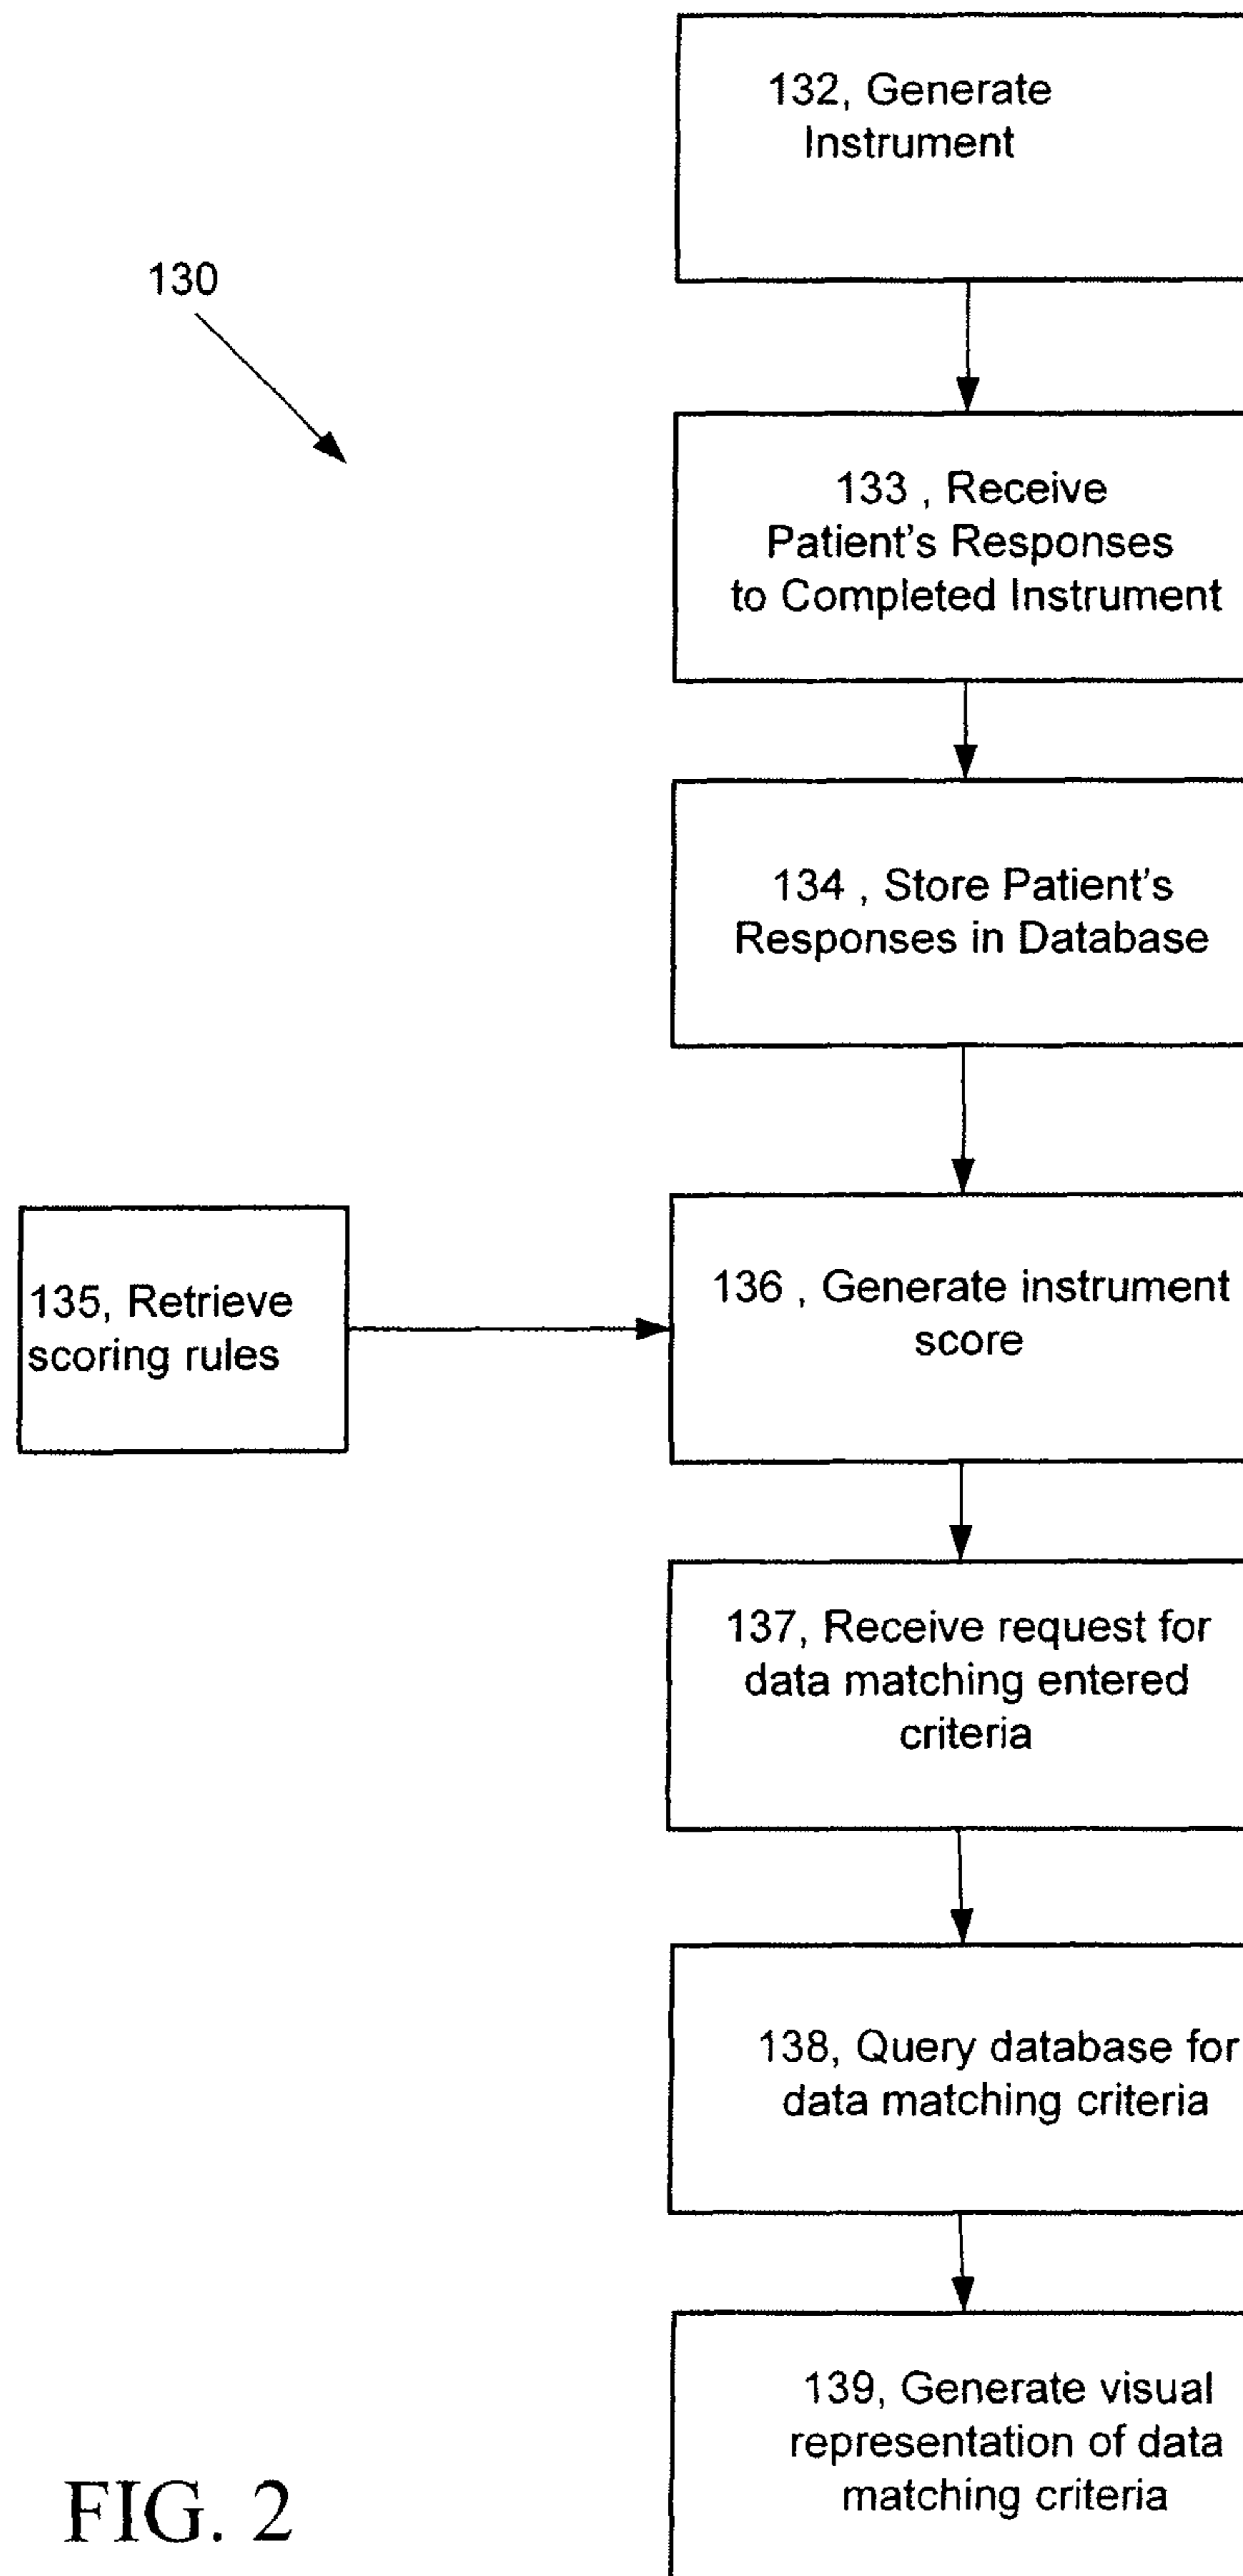 132, Generate
Instrument
130
133 , Receive
Patient's Responses
to Completed Instrument
134 , Store Patient's
Responses in Database
135, Retrieve
scoring rules
136 , Generate instrument
score
137, Receive request for
data matching entered
criteria
138, Query database for
data matching criteria
139, Generate visual
representation of data
matching criteria
FIG. 2